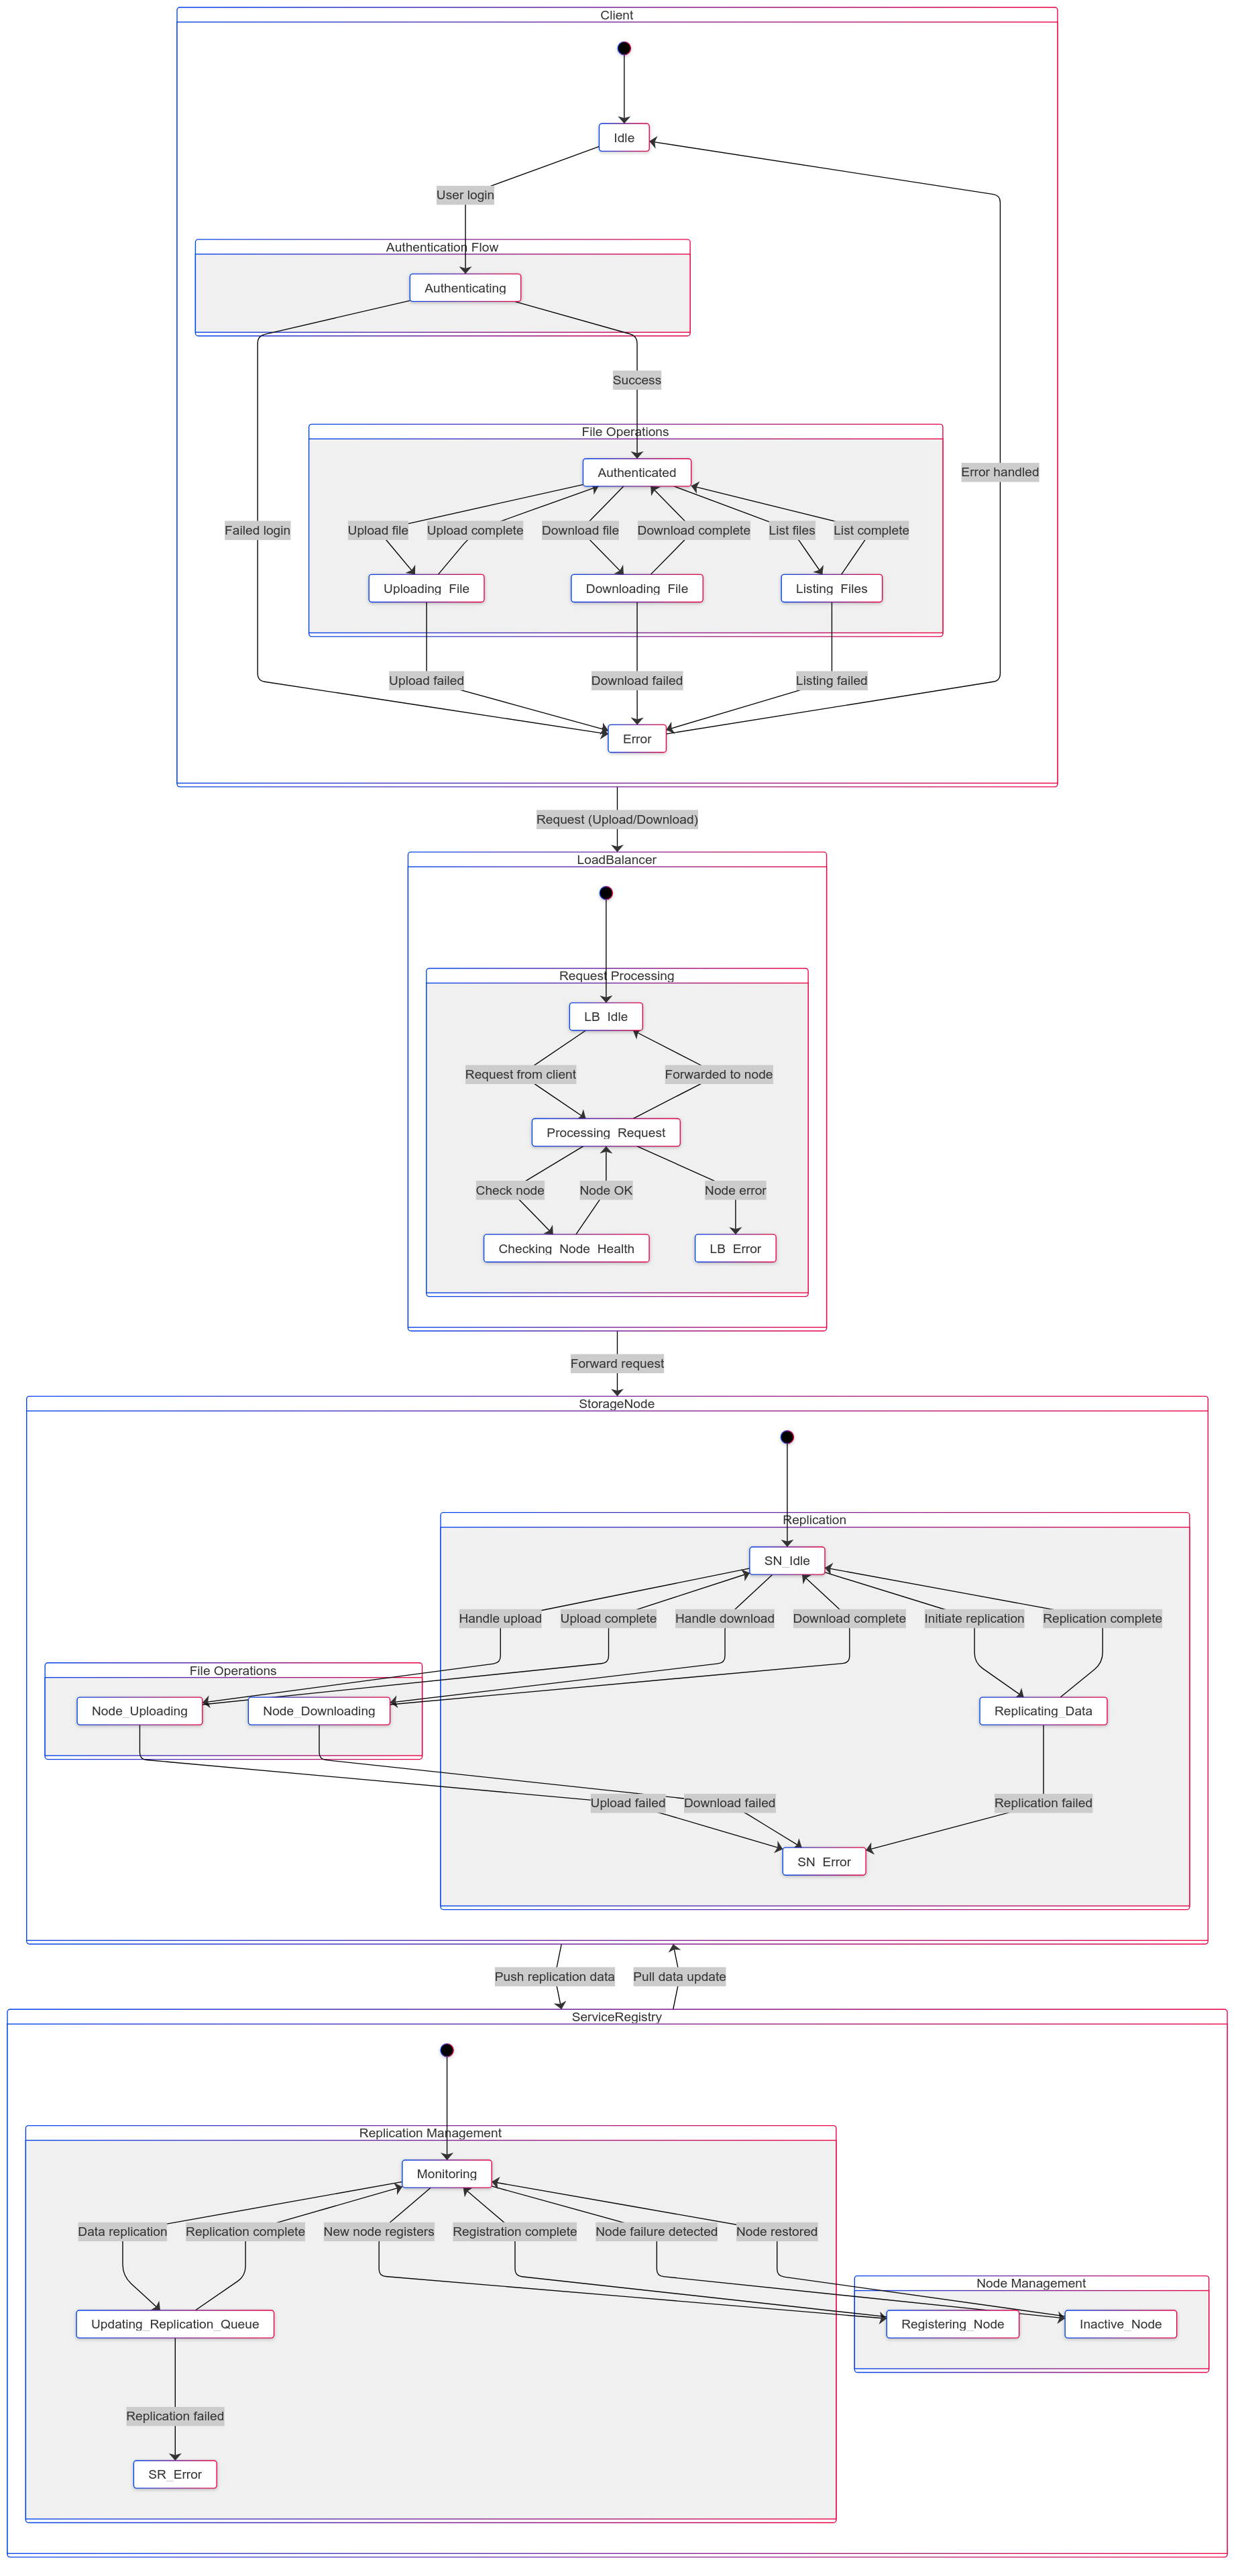 Client
Idle
User login
Authentication Flow
Authenticating
Success
File Operations
Authenticated
Error handled
Failed login
Upload file
Upload complete
Download file
Download complete
List files
List complete
Uploading_File
Downloading_File
Listing_Files
Upload failed
Download failed
Listing failed
Error
Request (Upload/Download)
LoadBalancer
Request Processing
LB_Idle
Request from client
Forwarded to node
Processing_Request
Check node
Node OK
Node error
Checking_Node_Health
LB_Error
Forward request
StorageNode
Replication
SN_Idle
Handle upload
Upload complete
Handle download
Download complete
Initiate replication
Replication complete
File Operations
Node_Uploading
Node_Downloading
Replicating_Data
Upload failed
Download failed
Replication failed
SN_Error
Push replication data
Pull data update
ServiceRegistry
Replication Management
Monitoring
Data replication
Replication complete
New node registers
Registration complete
Node failure detected
Node restored
Node Management
Updating_Replication_Queue
Registering_Node
Inactive_Node
Replication failed
SR_Error